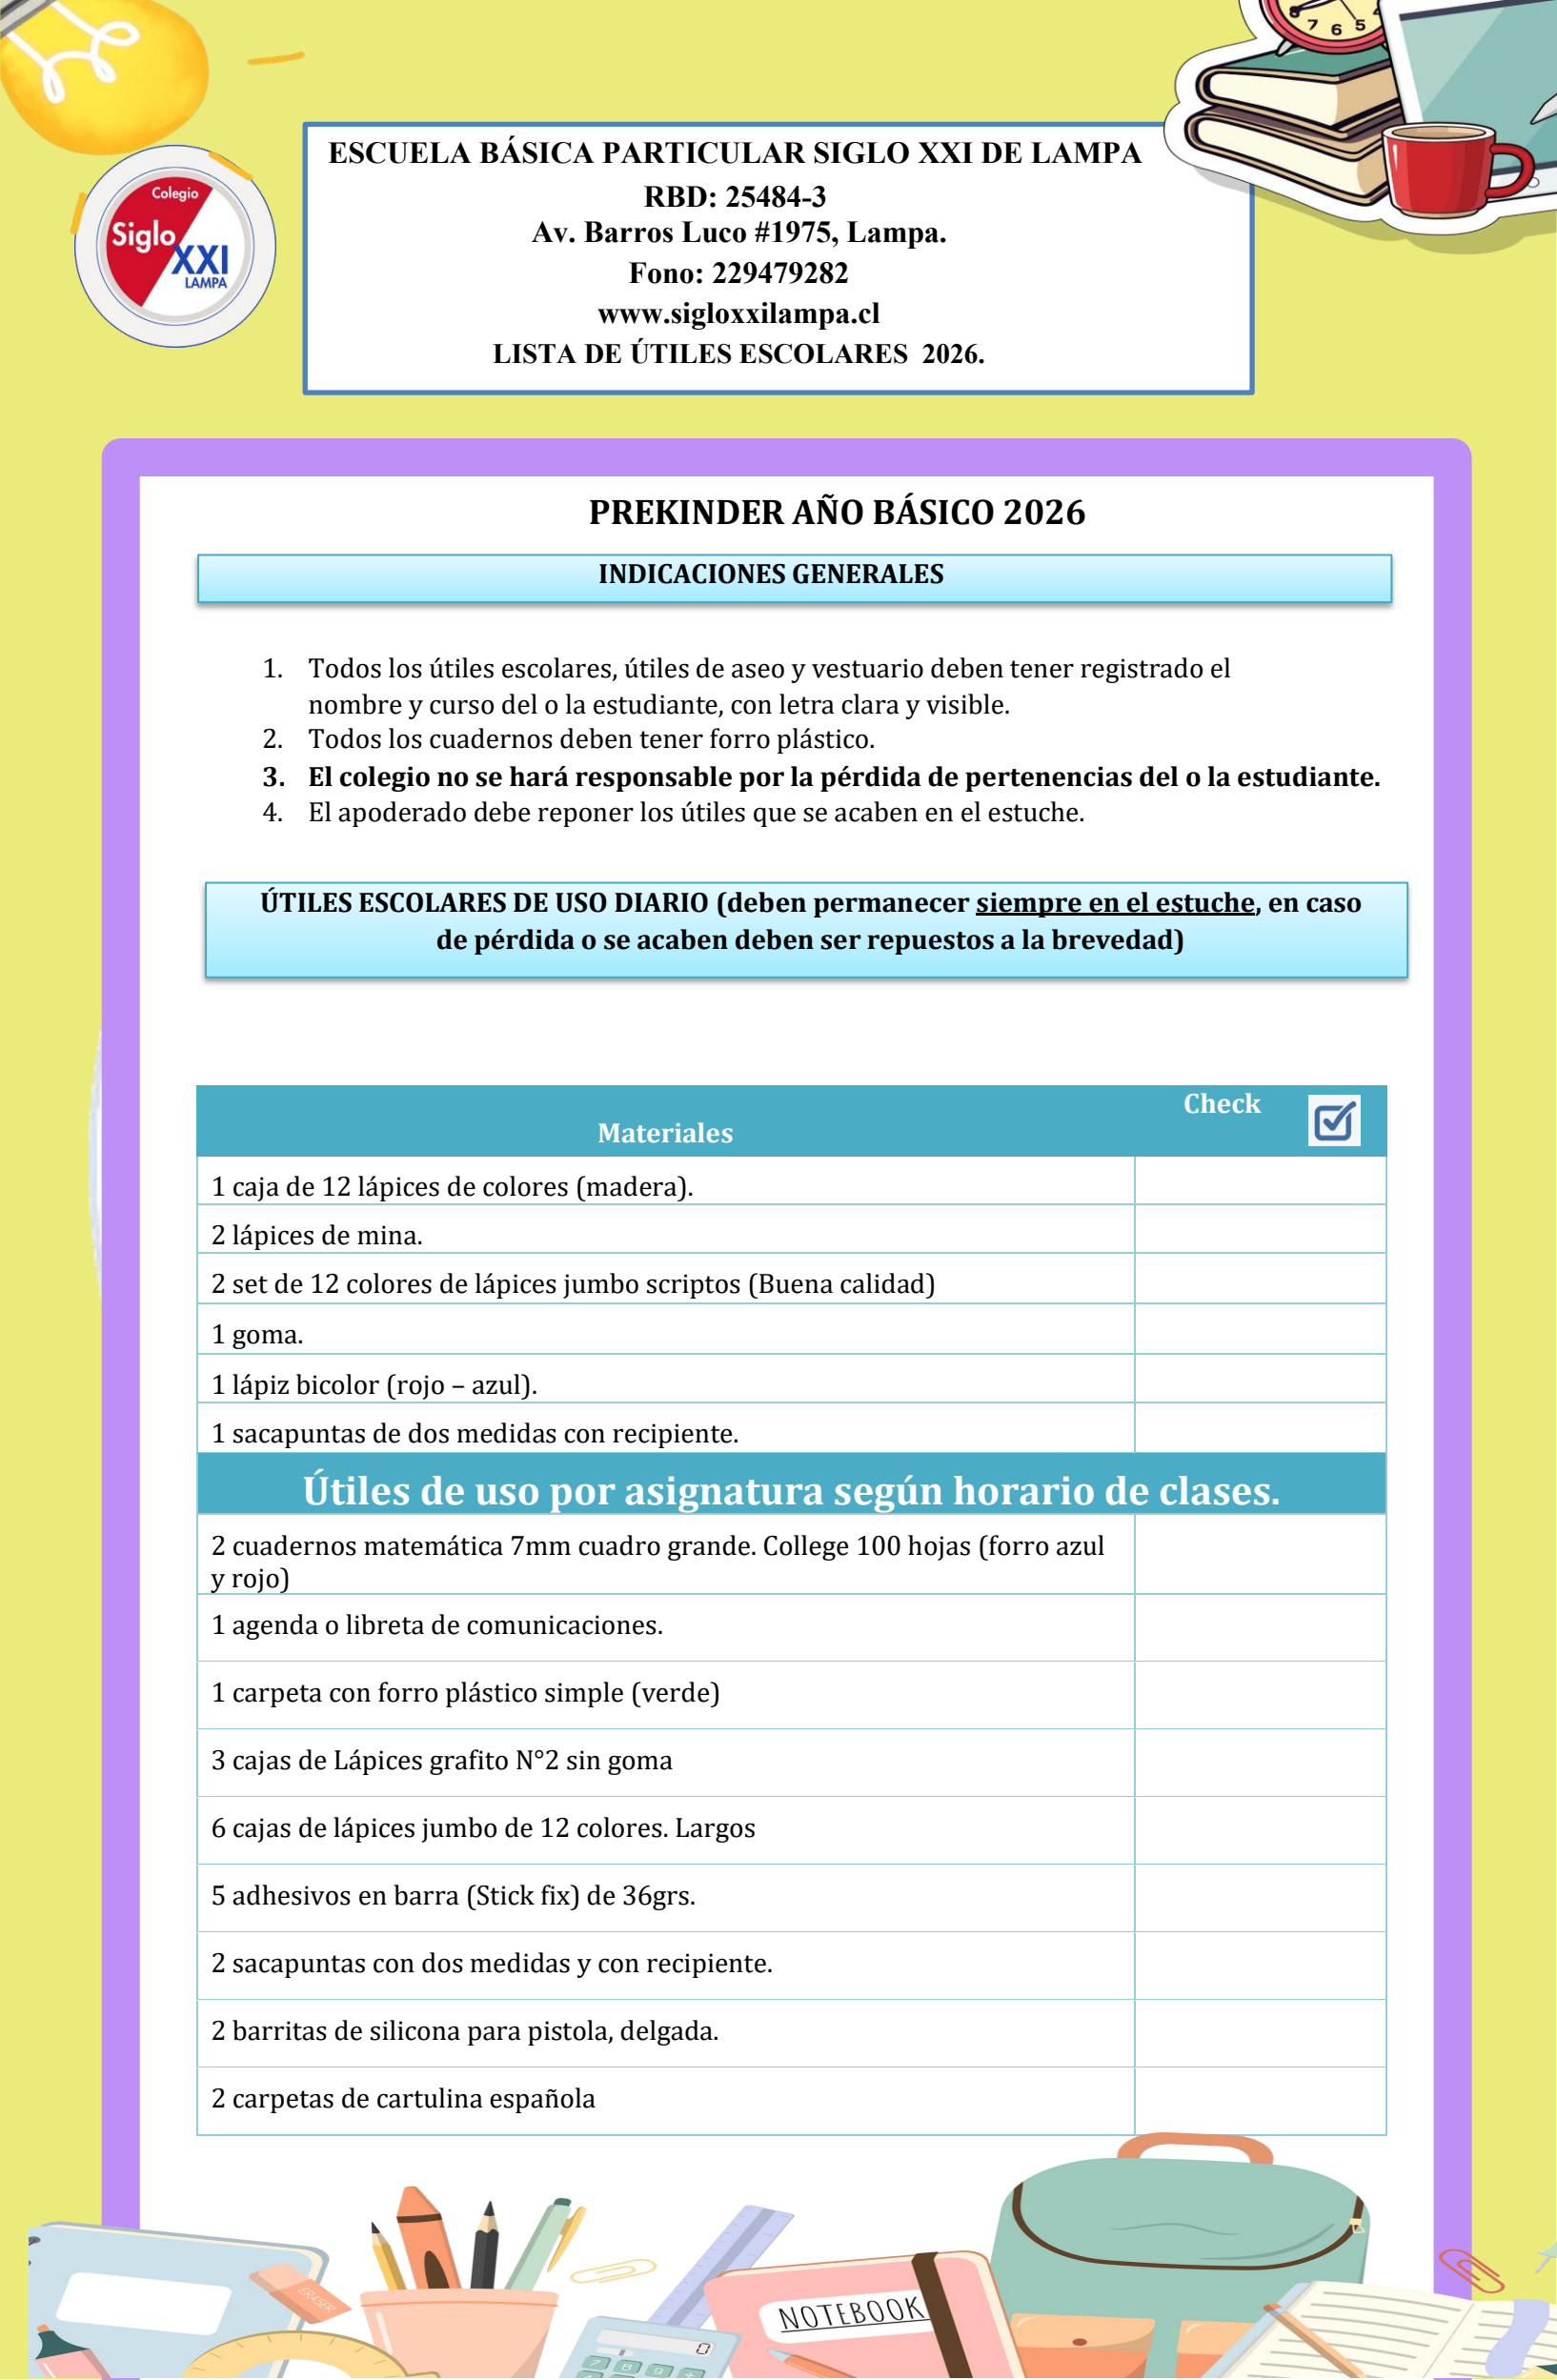 7 6 5
Colegio
Siglo
XXI
LAMPA
ESCUELA BÁSICA PARTICULAR SIGLO XXI DE LAMPA
RBD: 25484-3
Av. Barros Luco #1975, Lampa.
Fono: 229479282
www.sigloxxilampa.cl
LISTA DE ÚTILES ESCOLARES 2026.
PREKINDER AÑO BÁSICO 2026
INDICACIONES GENERALES
1. Todos los útiles escolares, útiles de aseo y vestuario deben tener registrado el
nombre y curso del o la estudiante, con letra clara y visible.
2. Todos los cuadernos deben tener forro plástico.
3. El colegio no se hará responsable por la pérdida de pertenencias del o la estudiante.
4. El apoderado debe reponer los útiles que se acaben en el estuche.
ÚTILES ESCOLARES DE USO DIARIO (deben permanecer siempre en el estuche, en caso
de pérdida o se acaben deben ser repuestos a la brevedad)
Materiales
Check
1 caja de 12 lápices de colores (madera).
2 lápices de mina.
2 set de 12 colores de lápices jumbo scriptos (Buena calidad)
1 goma.
1 lápiz bicolor (rojo – azul).
1 sacapuntas de dos medidas con recipiente.
Útiles de uso por asignatura según horario de clases.
2 cuadernos matemática 7mm cuadro grande. College 100 hojas (forro azul
y rojo)
1 agenda o libreta de comunicaciones.
1 carpeta con forro plástico simple (verde)
3 cajas de Lápices grafito N°2 sin goma
6 cajas de lápices jumbo de 12 colores. Largos
5 adhesivos en barra (Stick fix) de 36grs.
2 sacapuntas con dos medidas y con recipiente.
2 barritas de silicona para pistola, delgada.
2 carpetas de cartulina española
ERASER
NOTEBOOK
0
7 8 9 ÷